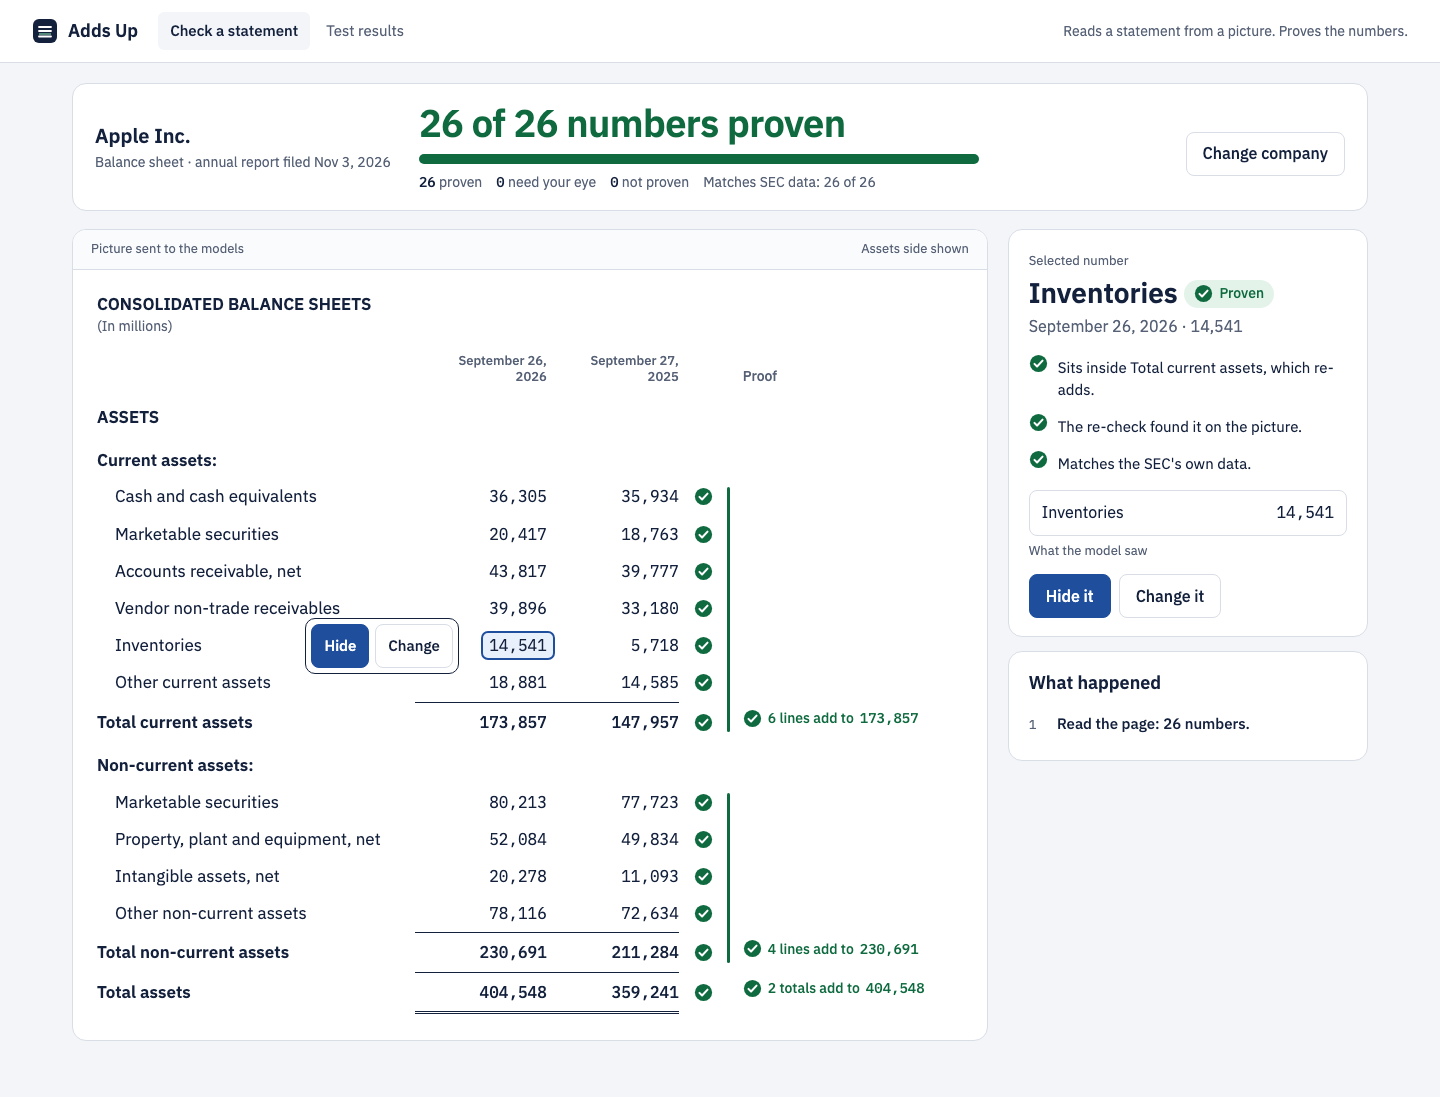 Adds Up
Check a statement
Test results
Reads a statement from a picture. Proves the numbers.
Apple Inc.
Balance sheet · annual report filed Nov 3, 2026
26 of 26 numbers proven
26 proven 0 need your eye 0 not proven Matches SEC data: 26 of 26
Change company
Picture sent to the models
Assets side shown
CONSOLIDATED BALANCE SHEETS
(In millions)
September 26, 2026
September 27, 2025
Proof
ASSETS
Current assets:
Cash and cash equivalents 36,305 35,934
Marketable securities 20,417 18,763
Accounts receivable, net 43,817 39,777
Vendor non-trade receivables 39,896 33,180
Inventories Hide Change 14,541 5,718
Other current assets 18,881 14,585
Total current assets 173,857 147,957 6 lines add to 173,857
Non-current assets:
Marketable securities 80,213 77,723
Property, plant and equipment, net 52,084 49,834
Intangible assets, net 20,278 11,093
Other non-current assets 78,116 72,634
Total non-current assets 230,691 211,284 4 lines add to 230,691
Total assets 404,548 359,241 2 totals add to 404,548
Selected number
Inventories Proven
September 26, 2026 · 14,541
Sits inside Total current assets, which re-
adds.
The re-check found it on the picture.
Matches the SEC's own data.
Inventories 14,541
What the model saw
Hide it Change it
What happened
1 Read the page: 26 numbers.